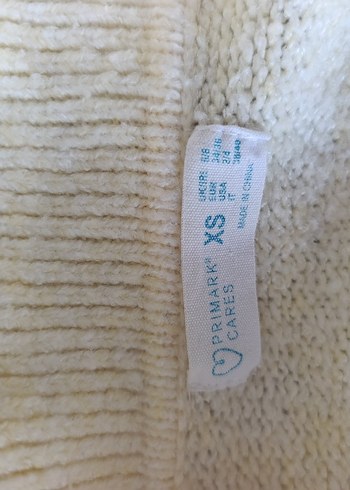 PRIMARK®
CARES
XS
UK/IRE 6/8
EUR 34/36
USA 2/4
IT 38/40
MADE IN CHINA